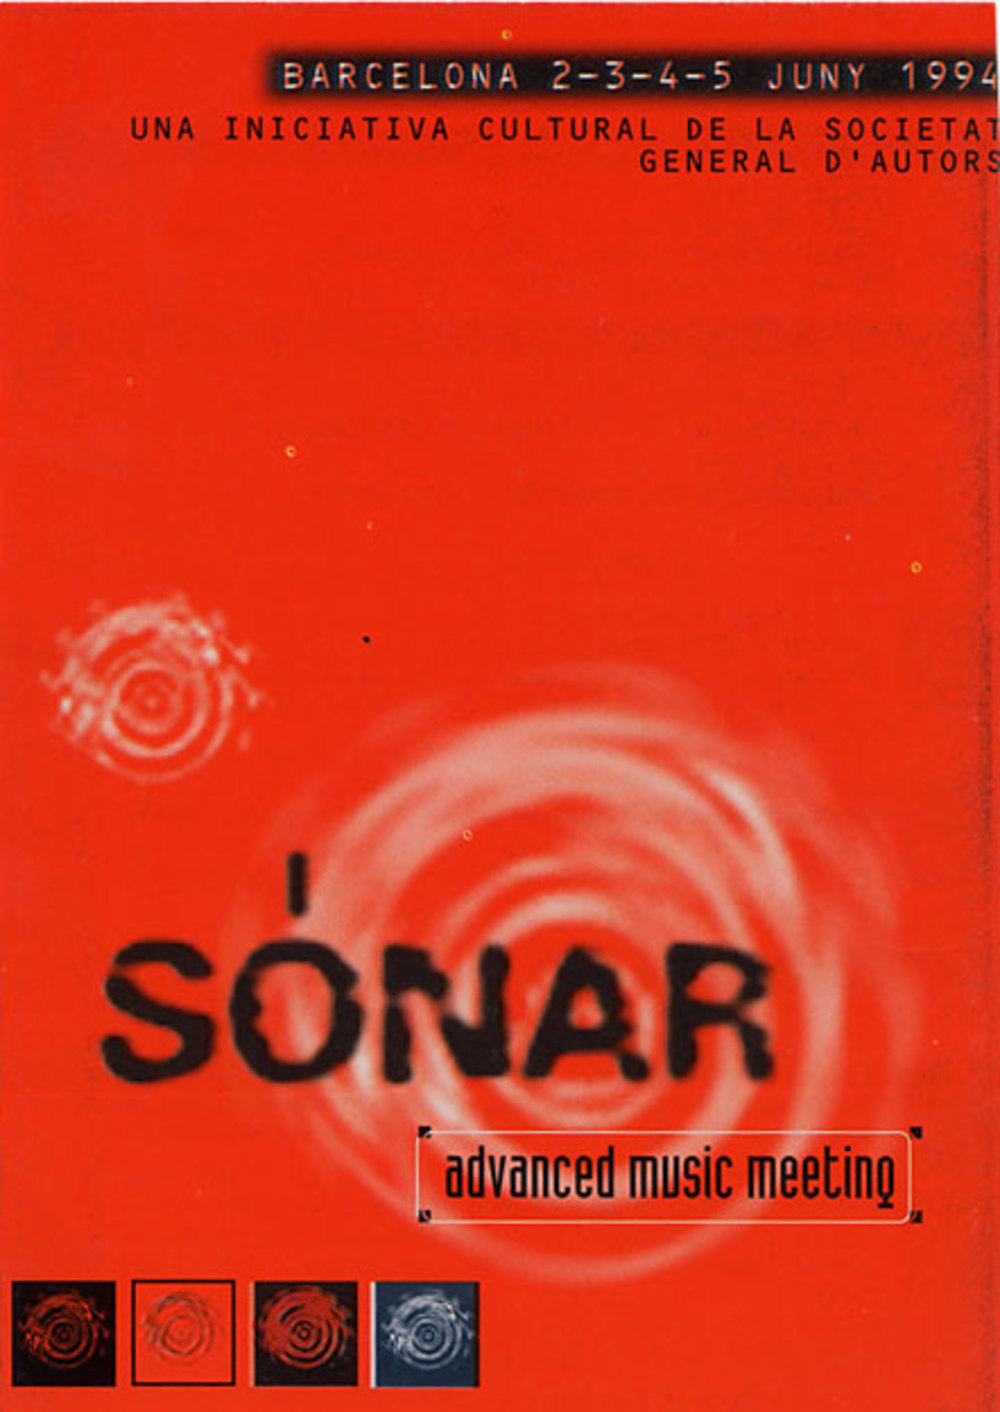 BARCELONA 2-3-4-5 JUNY 1994
UNA INICIATIVA CULTURAL DE LA SOCIETAT
GENERAL D'AUTORS
SÓNAR
advanced music meeting